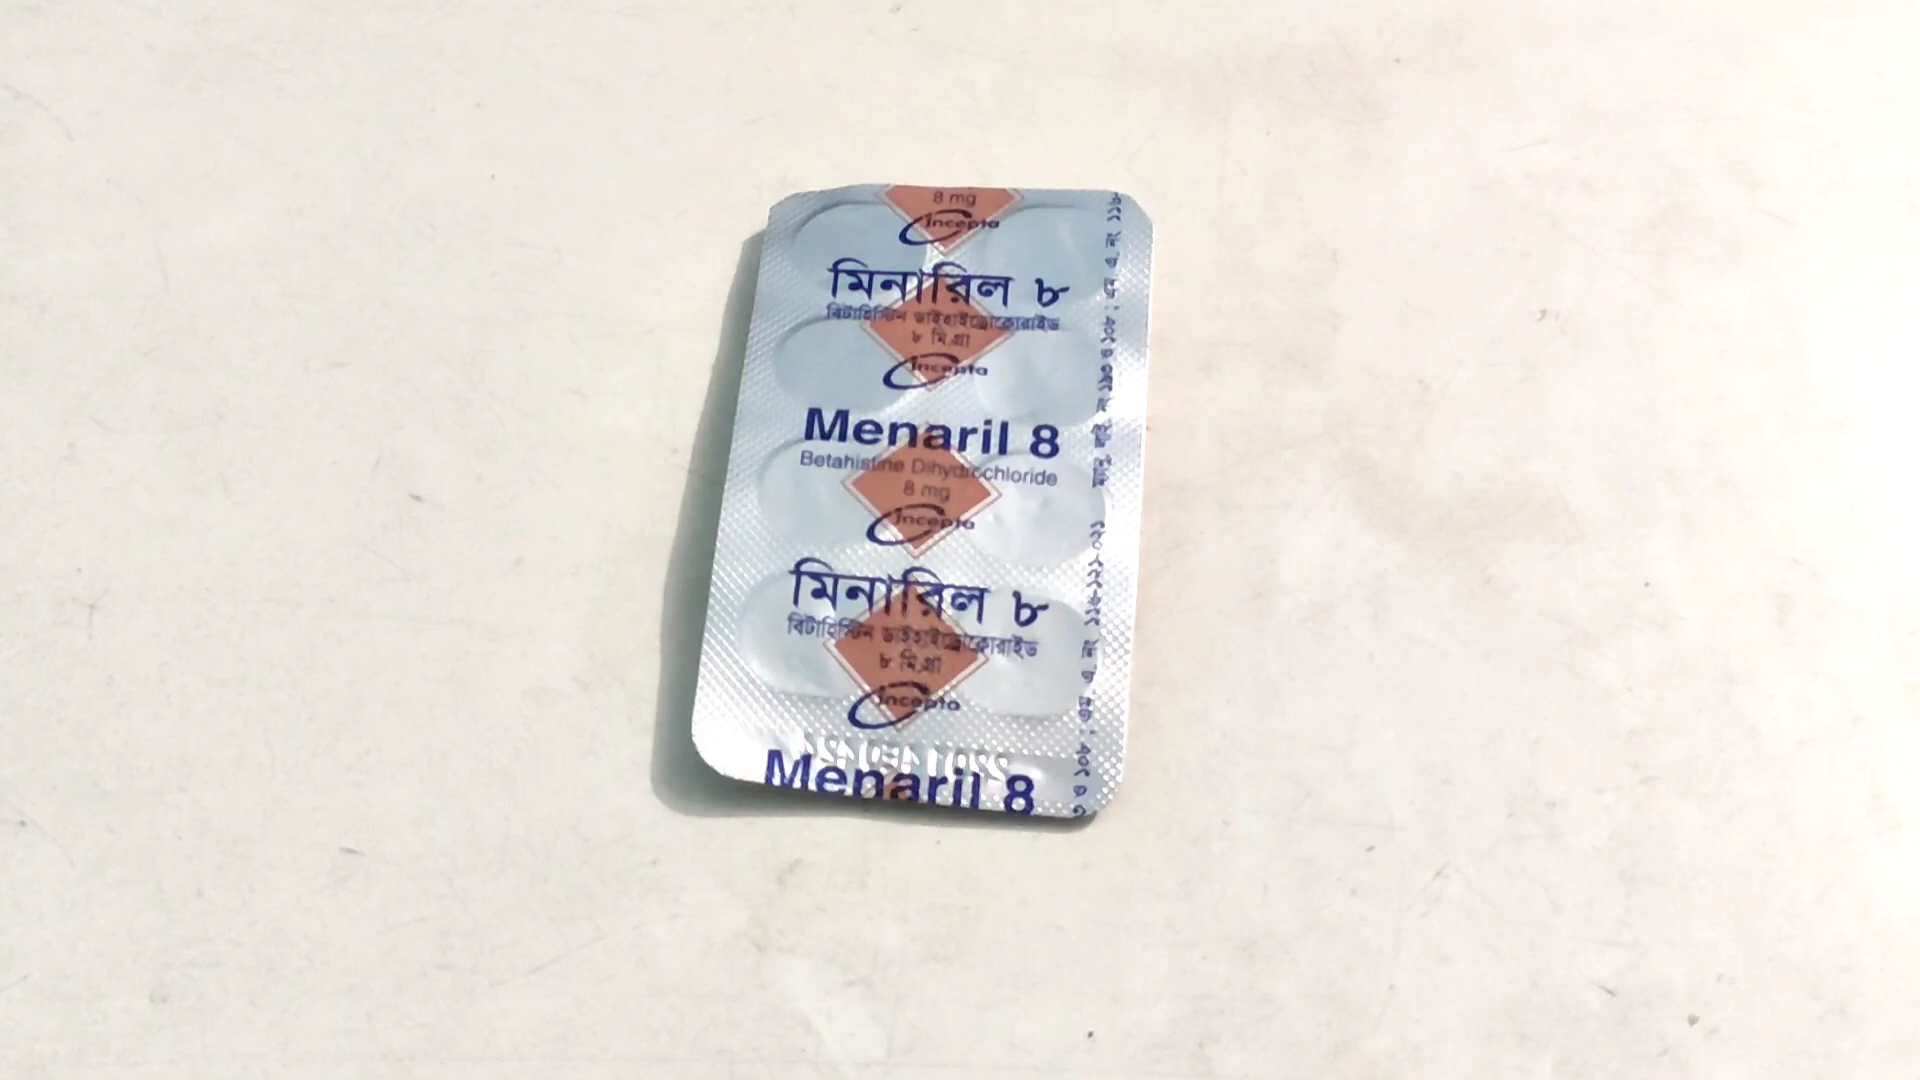 8 mg
Incepta
মিনারিল ৮
বিটাহিস্টিন ডাইহাইড্রোক্লোরাইড
৮ মি.গ্রা
Incepta
Menaril 8
Betahistine Dihydrochloride
8 mg
Incepta
মিনারিল ৮
বিটাহিস্টিন ডাইহাইড্রোক্লোরাইড
৮ মি.গ্রা
Incepta
Menaril 8